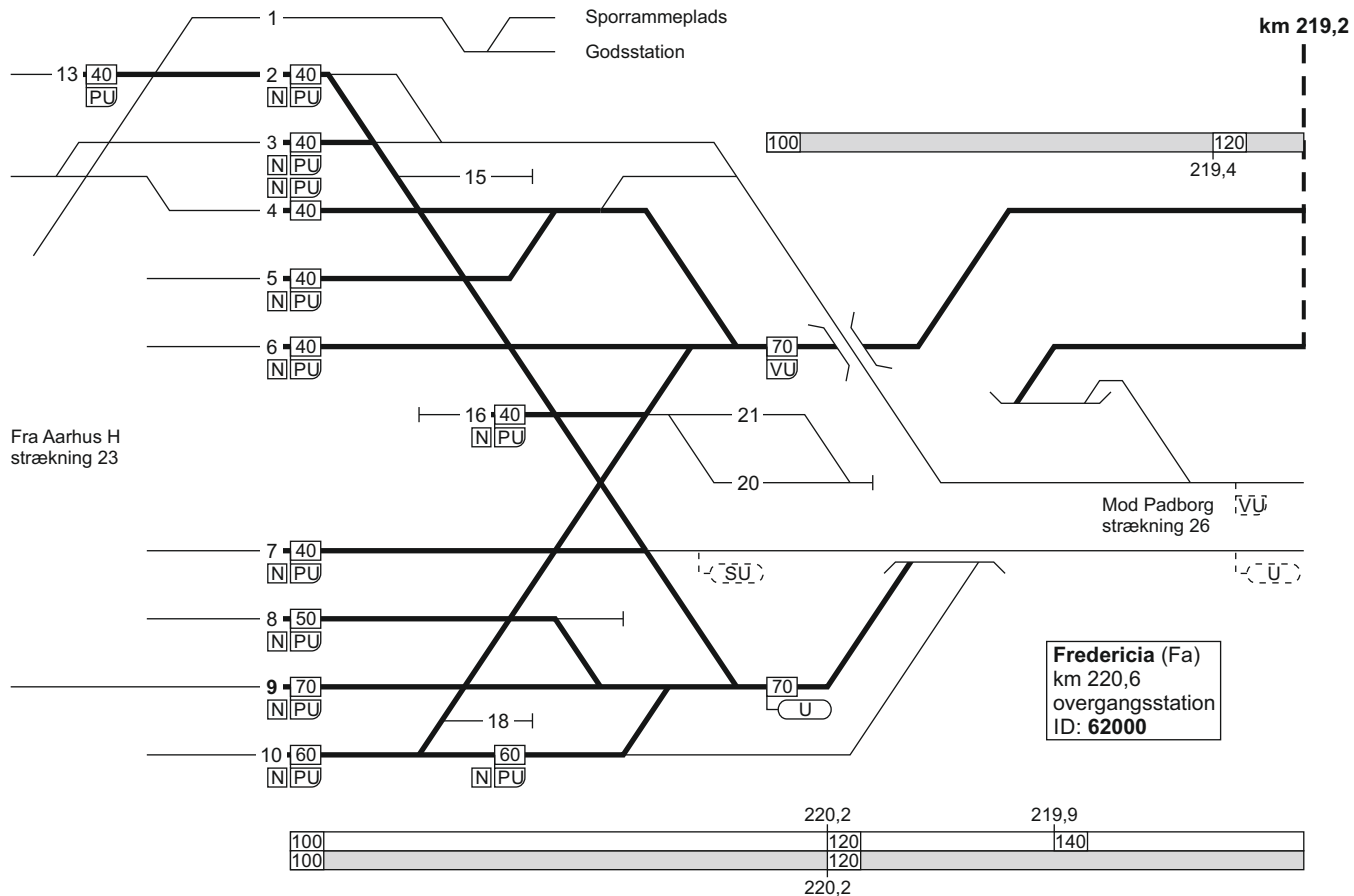 1
Sporrammeplads
Godsstation
km 219,2
13 40
PU
2 40
N PU
3 40
N PU
N PU
4 40
100
120
219,4
15
5 40
N PU
6 40
N PU
70
VU
16 40
N PU
21
20
Fra Aarhus H
strækning 23
Mod Padborg
strækning 26
VU
7 40
N PU
SU
U
8 50
N PU
9 70
N PU
70
U
18
10 60
N PU
60
N PU
Fredericia (Fa)
km 220,6
overgangsstation
ID: 62000
220,2
219,9
100
120
140
100
120
220,2